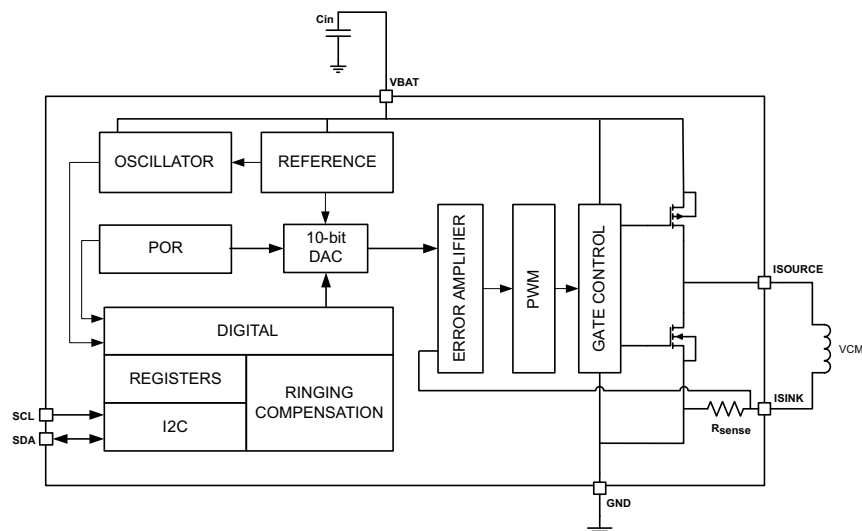 Cin
VBAT
OSCILLATOR
REFERENCE
POR
10-bit
DAC
ERROR AMPLIFIER
PWM
GATE CONTROL
ISOURCE
VCM
DIGITAL
REGISTERS
RINGING
COMPENSATION
I2C
SCL
SDA
ISINK
Rsense
GND